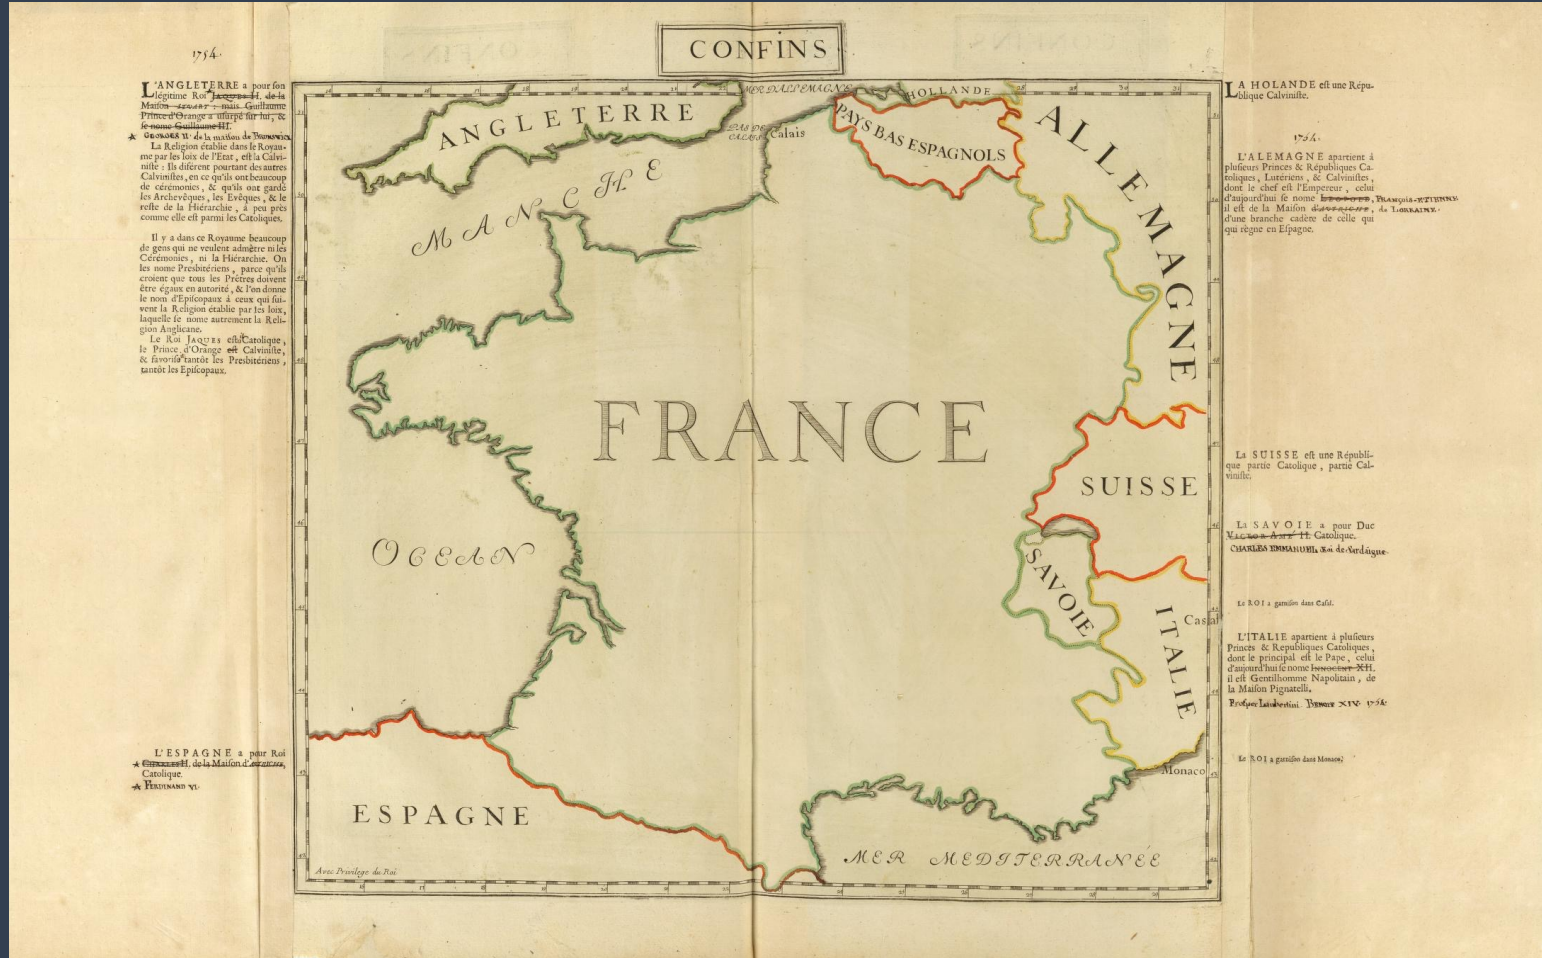 CONFINS
1754.
L'ANGLETERRE a pour son
légitime Roi JAQUES II. de la
Maison STUART : mais Guillaume
Prince d'Orange a usurpé sur lui, &
se nome Guillaume III.
GEORGES II. de la maison de Brunswick
La Religion établie dans le Royau-
me par les loix de l'Etat, est la Calvi-
niste : Ils diférent pourtant des autres
Calvinistes, en ce qu'ils ont beaucoup
de cérémonies, & qu'ils ont gardé
les Archevêques, les Evêques, & le
reste de la Hiérarchie, à peu près
comme elle est parmi les Catoliques.
Il y a dans ce Royaume beaucoup
de gens qui ne veulent admètre ni les
Cérémonies, ni la Hiérarchie. On
les nome Presbitériens, parce qu'ils
croient que tous les Prêtres doivent
être égaux en autorité, & l'on donne
le nom d'Episcopaux à ceux qui sui-
vent la Religion établie par les loix,
laquelle se nome autrement la Reli-
gion Anglicane.
Le Roi JAQUES Catolique,
le Prince d'Orange est Calviniste,
& favorise tantôt les Presbitériens,
tantôt les Episcopaux.
L'ESPAGNE a pour Roi
CHARLES II. de la Maison d'AUTRICHE,
Catolique.
FERDINAND VI.
ANGLETERRE
MER D'ALLEMAGNE
HOLLANDE
PAS DE
CALAIS
Calais
PAYS BAS ESPAGNOLS
ALLEMAGNE
MANCHE
FRANCE
SUISSE
OCEAN
SAVOIE
ITALIE
Casal
Monaco
ESPAGNE
MER MEDITERRANÉE
Avec Privilege du Roi
LA HOLANDE est une Répu-
blique Calviniste.
1754.
L'ALEMAGNE apartient à
plusieurs Princes & Républiques Ca-
toliques, Lutériens, & Calvinistes,
dont le chef est l'Empereur, celui
d'aujourd'hui se nome LEOPOLD, FRANÇOIS-ETIENNE
il est de la Maison d'AUTRICHE, de LORRAINE.
d'une branche cadète de celle qui
qui règne en Espagne.
La SUISSE est une Républi-
que partie Catolique, partie Cal-
viniste.
La SAVOIE a pour Duc
VICTOR AMÉ II. Catolique.
CHARLES EMMANUEL Roi de Sardaigne.
Le ROI a garnison dans Casal.
L'ITALIE apartient à plusieurs
Princes & Republiques Catoliques,
dont le principal est le Pape, celui
d'aujourd'hui se nome INNOCENT XII.
il est Gentilhomme Napolitain, de
la Maison Pignatelli.
Prosper Lambertini. Benoit XIV. 1754.
Le ROI a garnison dans Monaco.